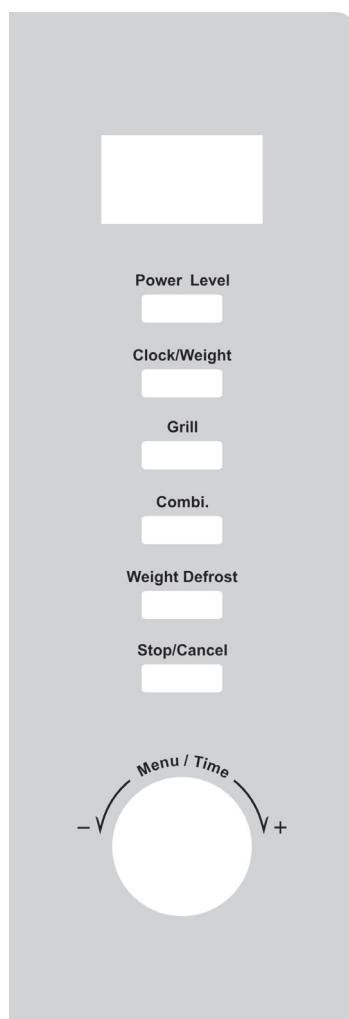 Power Level
Clock/Weight
Grill
Combi.
Weight Defrost
Stop/Cancel
Menu / Time
- +